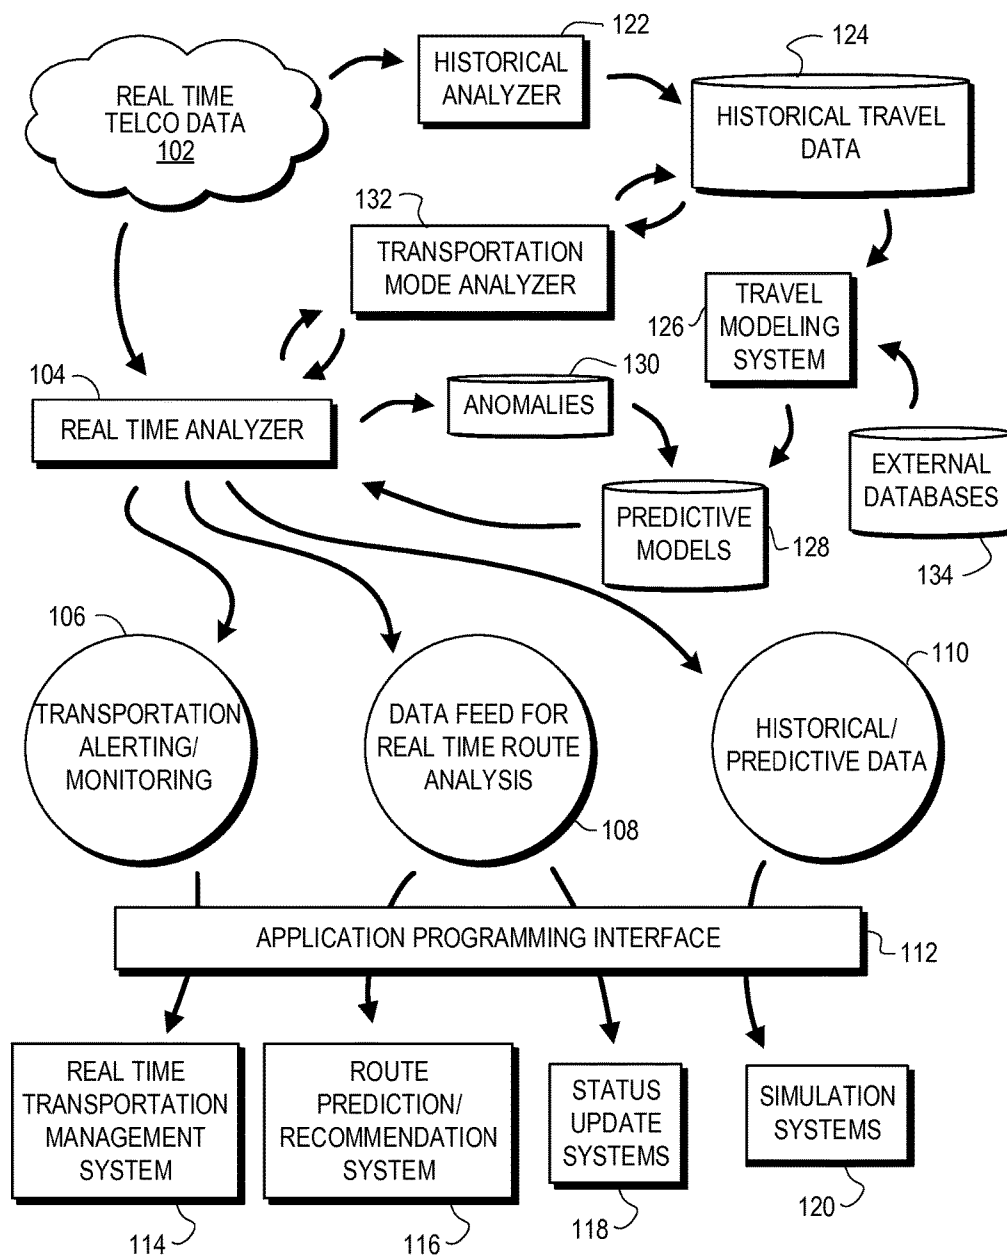 122
HISTORICAL
ANALYZER
124
HISTORICAL TRAVEL
DATA
REAL TIME
TELCO DATA
102
132
TRANSPORTATION
MODE ANALYZER
126
TRAVEL
MODELING
SYSTEM
104
REAL TIME ANALYZER
130
ANOMALIES
EXTERNAL
DATABASES
134
PREDICTIVE
MODELS
128
106
TRANSPORTATION
ALERTING/
MONITORING
DATA FEED FOR
REAL TIME ROUTE
ANALYSIS
108
110
HISTORICAL/
PREDICTIVE DATA
APPLICATION PROGRAMMING INTERFACE
112
REAL TIME
TRANSPORTATION
MANAGEMENT
SYSTEM
114
ROUTE
PREDICTION/
RECOMMENDATION
SYSTEM
116
STATUS
UPDATE
SYSTEMS
118
SIMULATION
SYSTEMS
120